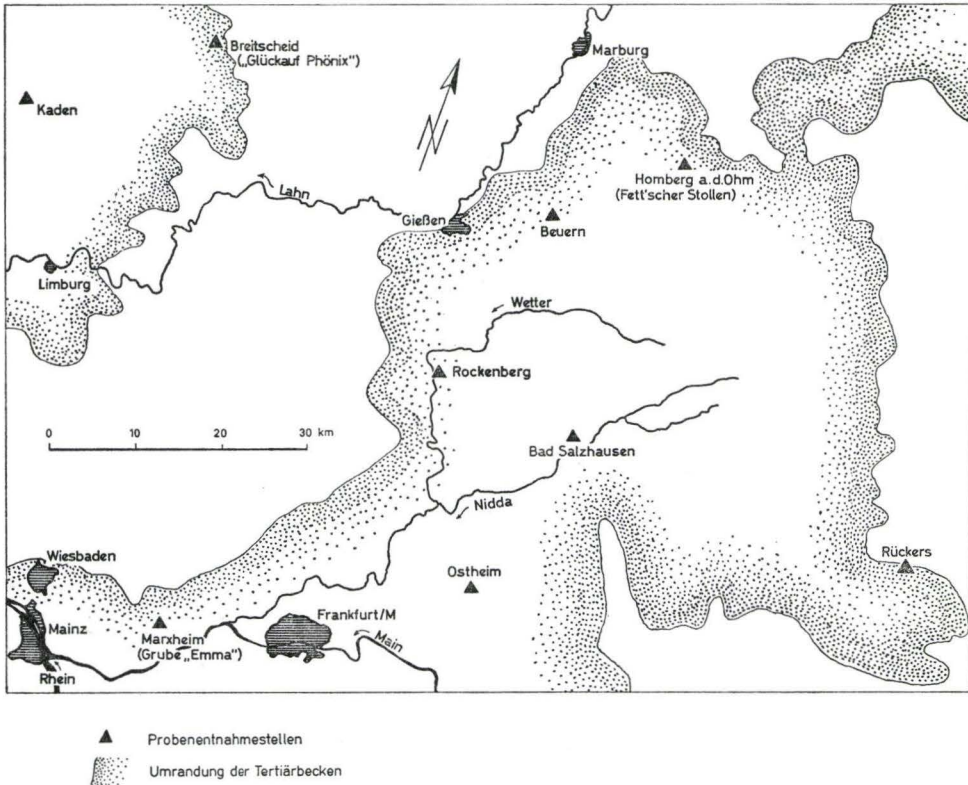 Breitscheid
(„Glückauf Phönix")
Marburg
Kaden
Lahn
Homberg a.d.Ohm
(Fett'scher Stollen)
Gießen
Beuern
Limburg
Wetter
Rockenberg
0 10 20 30 km
Bad Salzhausen
Nidda
Wiesbaden
Rückers
Ostheim
Frankfurt/M
Mainz
Marxheim
(Grube „Emma")
Main
Rhein
Probenentnahmestellen
Umrandung der Tertiärbecken